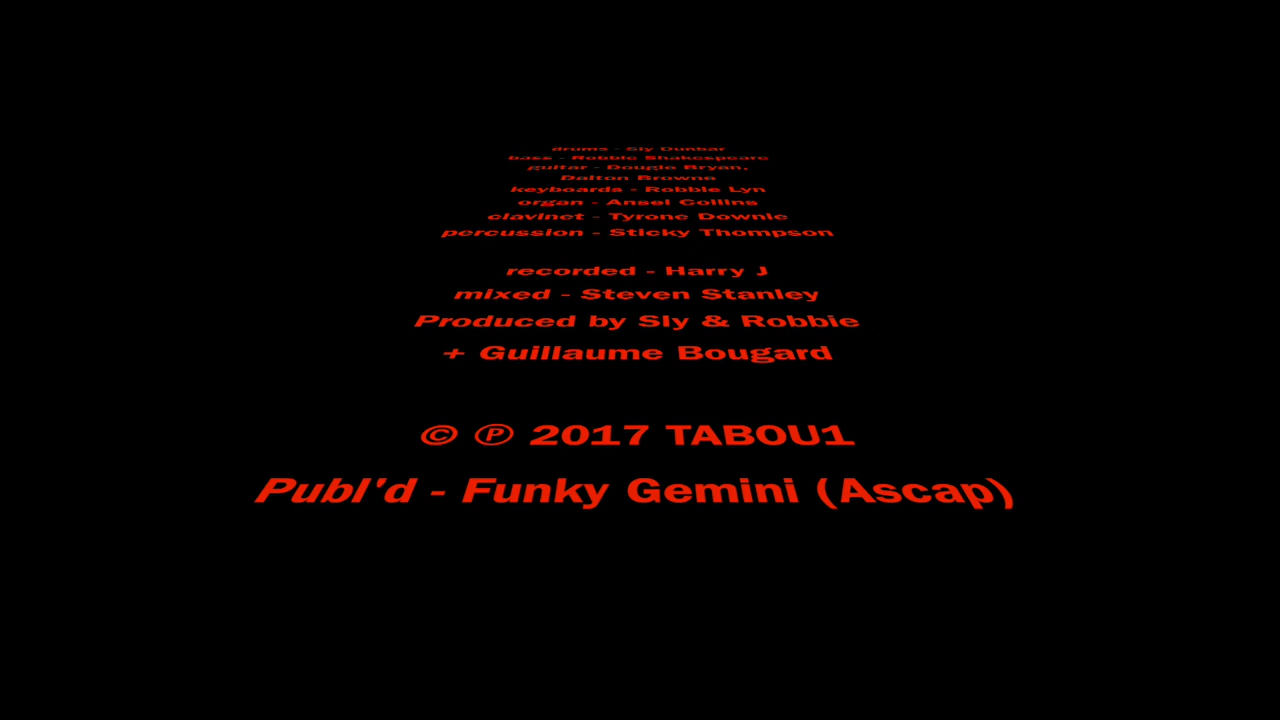 drums - Sly Dunbar
bass - Robbie Shakespeare
guitar - Dougie Bryan,
Dalton Browne
keyboards - Robbie Lyn
organ - Ansel Collins
clavinet - Tyrone Downie
percussion - Sticky Thompson
recorded - Harry J
mixed - Steven Stanley
Produced by Sly & Robbie
+ Guillaume Bougard
© ℗ 2017 TABOU1
Publ'd - Funky Gemini (Ascap)